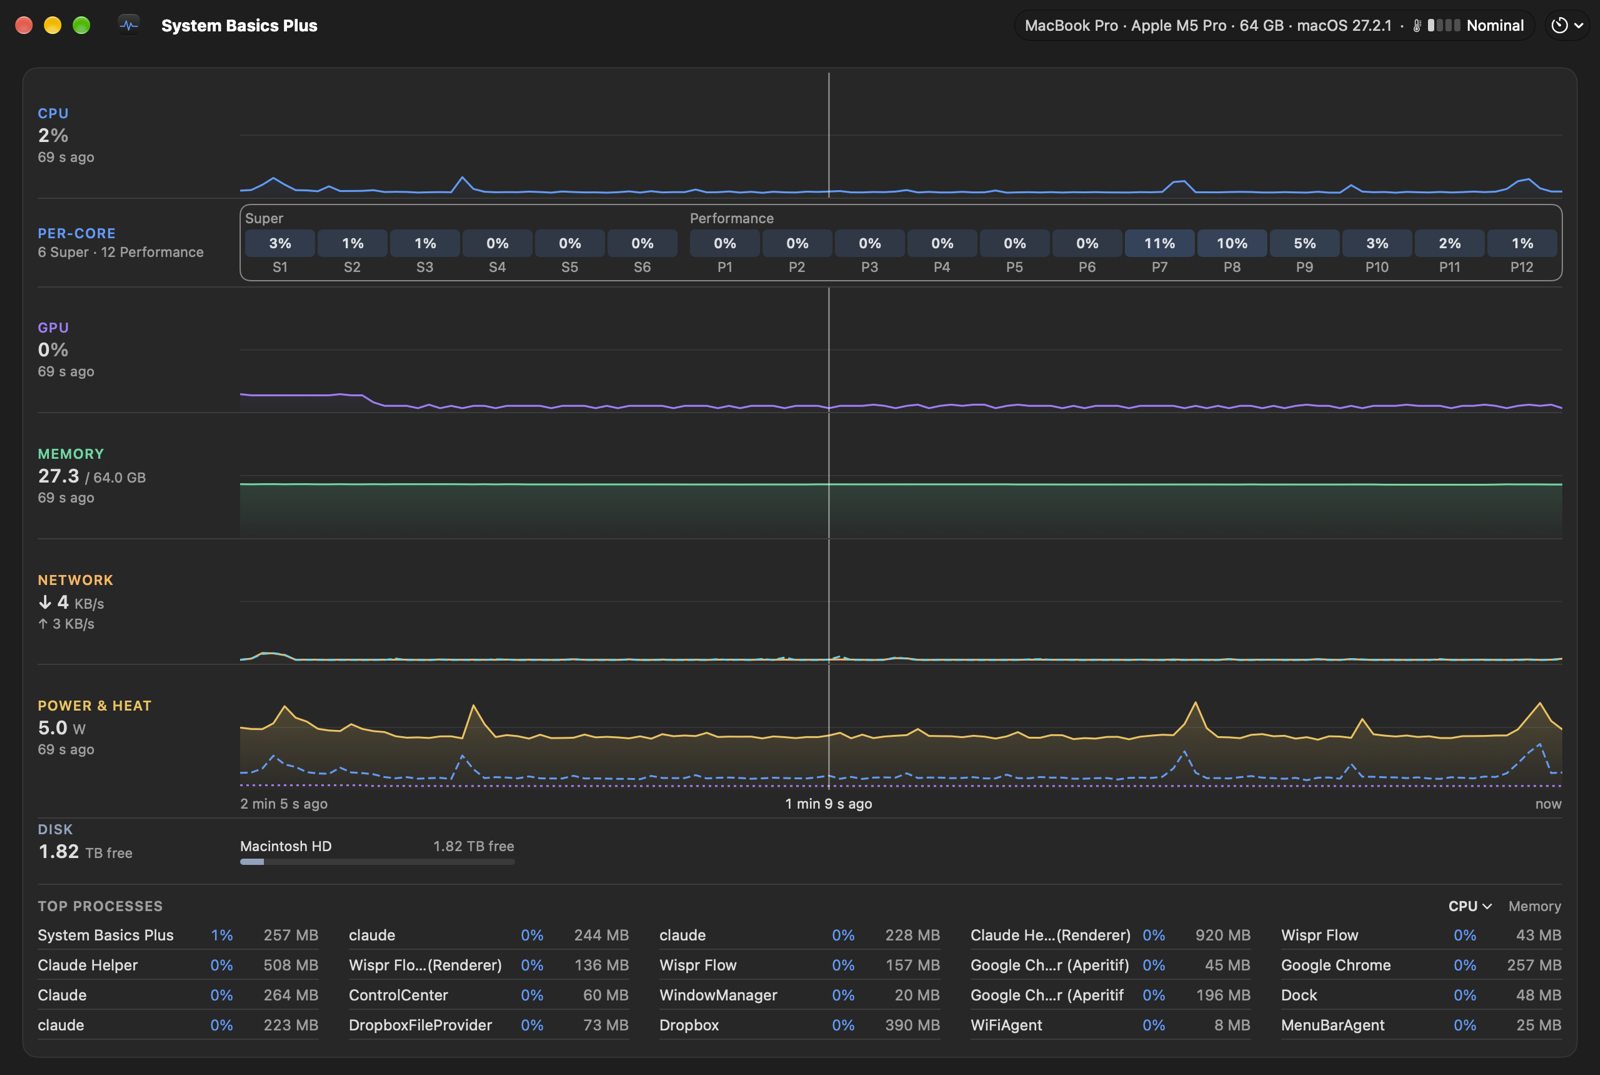 System Basics Plus
MacBook Pro · Apple M5 Pro · 64 GB · macOS 27.2.1 · Nominal
CPU
2%
69 s ago
PER-CORE
6 Super · 12 Performance
Super
Performance
3% 1% 1% 0% 0% 0% 0% 0% 0% 0% 0% 0% 11% 10% 5% 3% 2% 1%
S1 S2 S3 S4 S5 S6 P1 P2 P3 P4 P5 P6 P7 P8 P9 P10 P11 P12
GPU
0%
69 s ago
MEMORY
27.3 / 64.0 GB
69 s ago
NETWORK
↓ 4 KB/s
↑ 3 KB/s
POWER & HEAT
5.0 W
69 s ago
2 min 5 s ago 1 min 9 s ago now
DISK
1.82 TB free
Macintosh HD 1.82 TB free
TOP PROCESSES CPU Memory
System Basics Plus 1% 257 MB claude 0% 244 MB claude 0% 228 MB Claude He...(Renderer) 0% 920 MB Wispr Flow 0% 43 MB
Claude Helper 0% 508 MB Wispr Flo...(Renderer) 0% 136 MB Wispr Flow 0% 157 MB Google Ch...r (Aperitif) 0% 45 MB Google Chrome 0% 257 MB
Claude 0% 264 MB ControlCenter 0% 60 MB WindowManager 0% 20 MB Google Ch...r (Aperitif 0% 196 MB Dock 0% 48 MB
claude 0% 223 MB DropboxFileProvider 0% 73 MB Dropbox 0% 390 MB WiFiAgent 0% 8 MB MenuBarAgent 0% 25 MB